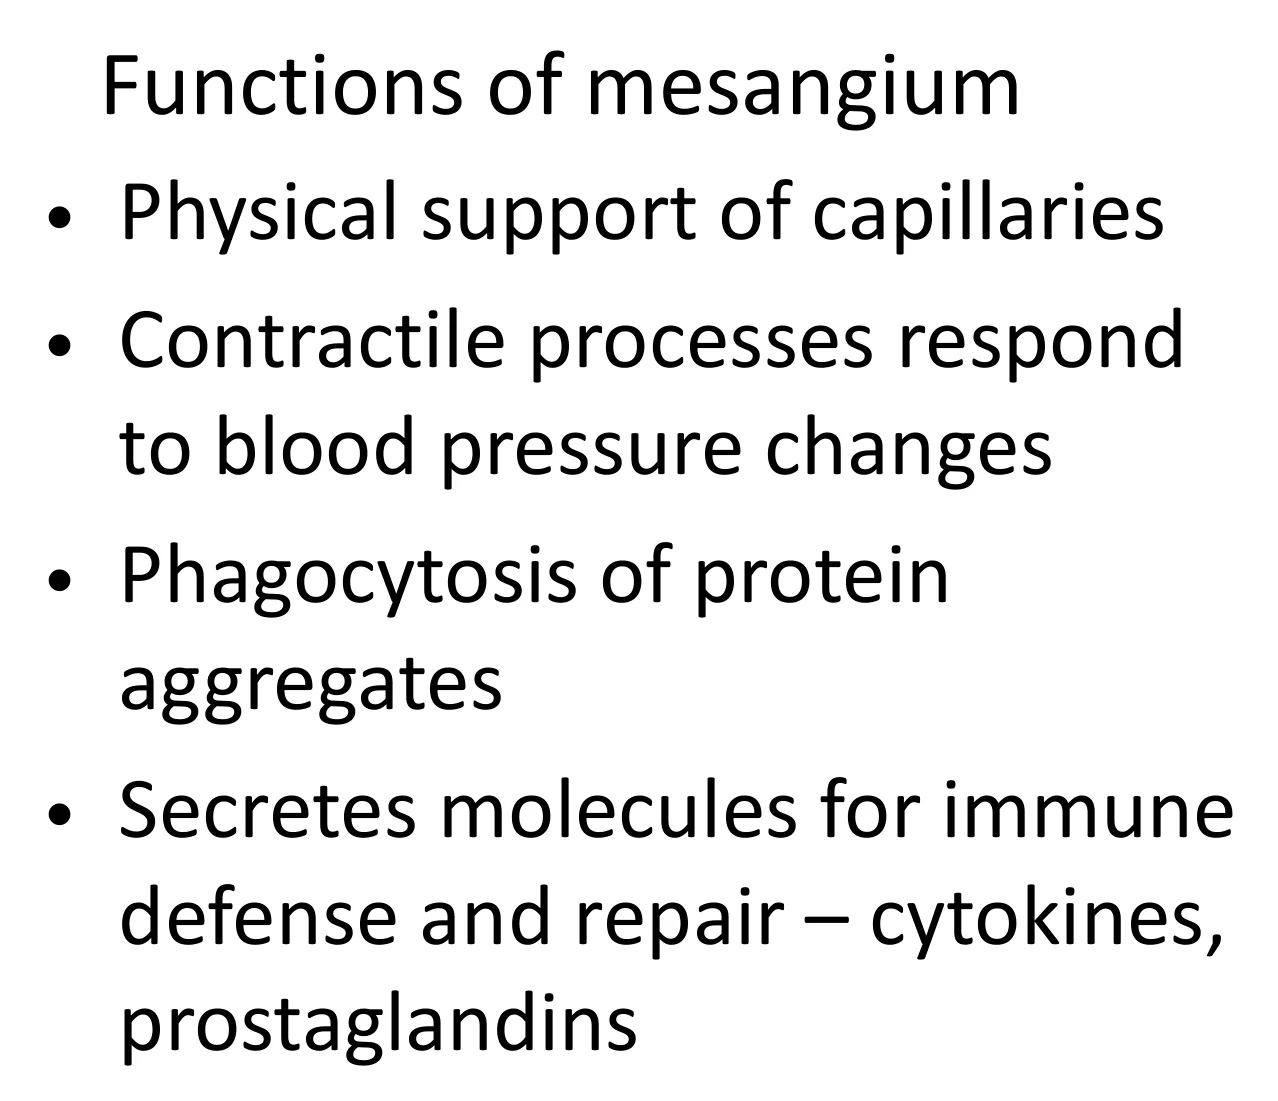 Functions of mesangium
• Physical support of capillaries
• Contractile processes respond
to blood pressure changes
• Phagocytosis of protein
aggregates
• Secretes molecules for immune
defense and repair – cytokines,
prostaglandins